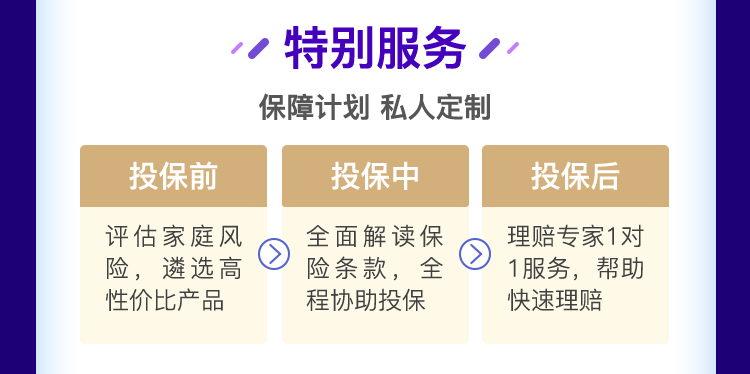 特别服务
保障计划 私人定制
投保前
评估家庭风
险，遴选高
性价比产品
投保中
全面解读保
险条款，全
程协助投保
投保后
理赔专家1对
1服务，帮助
快速理赔